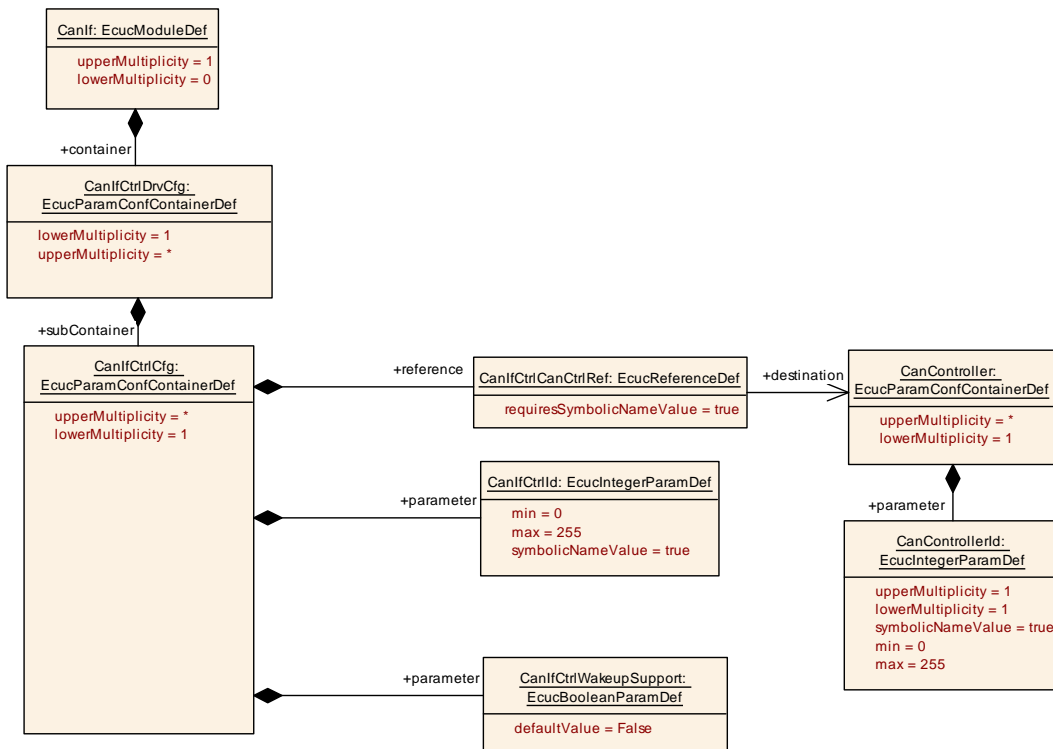 CanIf: EcucModuleDef
upperMultiplicity = 1
lowerMultiplicity = 0
+container
CanIfCtrlDrvCfg:
EcucParamConfContainerDef
lowerMultiplicity = 1
upperMultiplicity = *
+subContainer
CanIfCtrlCfg:
EcucParamConfContainerDef
upperMultiplicity = *
lowerMultiplicity = 1
+reference
CanIfCtrlCanCtrlRef: EcucReferenceDef
requiresSymbolicNameValue = true
+destination
CanController:
EcucParamConfContainerDef
upperMultiplicity = *
lowerMultiplicity = 1
+parameter
CanIfCtrlId: EcucIntegerParamDef
min = 0
max = 255
symbolicNameValue = true
+parameter
CanControllerId:
EcucIntegerParamDef
upperMultiplicity = 1
lowerMultiplicity = 1
symbolicNameValue = true
min = 0
max = 255
+parameter
CanIfCtrlWakeupSupport:
EcucBooleanParamDef
defaultValue = False